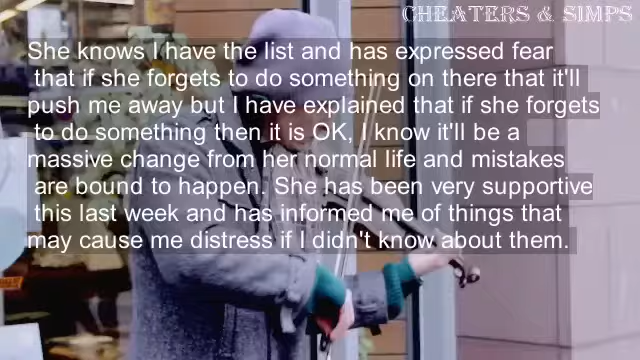 CHEATERS & SIMPS
She knows I have the list and has expressed fear
that if she forgets to do something on there that it'll
push me away but I have explained that if she forgets
to do something then it is OK, I know it'll be a
massive change from her normal life and mistakes
are bound to happen. She has been very supportive
this last week and has informed me of things that
may cause me distress if I didn't know about them.